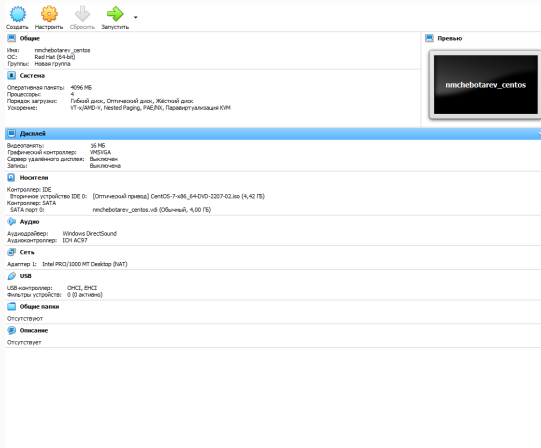 Создать Настроить Сбросить Запустить
Общие
Имя: nmchebotarev_centos
ОС: Red Hat (64-bit)
Группы: Новая группа
Превью
nmchebotarev_centos
Система
Оперативная память: 4096 МБ
Процессоры: 4
Порядок загрузки: Гибкий диск, Оптический диск, Жёсткий диск
Ускорение: VT-x/AMD-V, Nested Paging, PAE/NX, Паравиртуализация KVM
Дисплей
Видеопамять: 16 МБ
Графический контроллер: VMSVGA
Сервер удалённого дисплея: Выключен
Запись: Выключена
Носители
Контроллер: IDE
Вторичное устройство IDE 0: [Оптический привод] CentOS-7-x86_64-DVD-2207-02.iso (4,42 ГБ)
Контроллер: SATA
SATA порт 0: nmchebotarev_centos.vdi (Обычный, 4,00 ГБ)
Аудио
Аудиодрайвер: Windows DirectSound
Аудиоконтроллер: ICH AC97
Сеть
Адаптер 1: Intel PRO/1000 MT Desktop (NAT)
USB
USB-контроллер: OHCI, EHCI
Фильтры устройств: 0 (0 активно)
Общие папки
Отсутствуют
Описание
Отсутствует